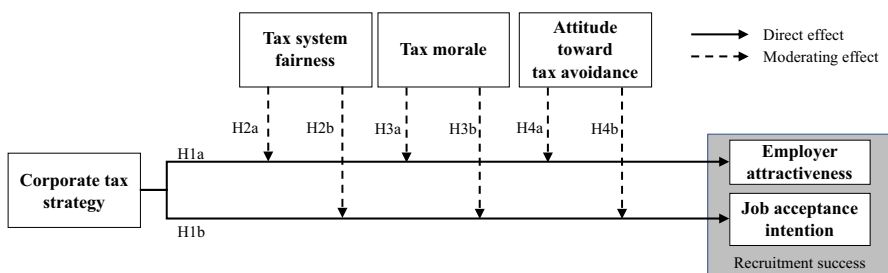 Tax system
fairness
Tax morale
Attitude
toward
tax avoidance
Direct effect
Moderating effect
H2a
H2b
H3a
H3b
H4a
H4b
H1a
Corporate tax
strategy
H1b
Employer
attractiveness
Job acceptance
intention
Recruitment success